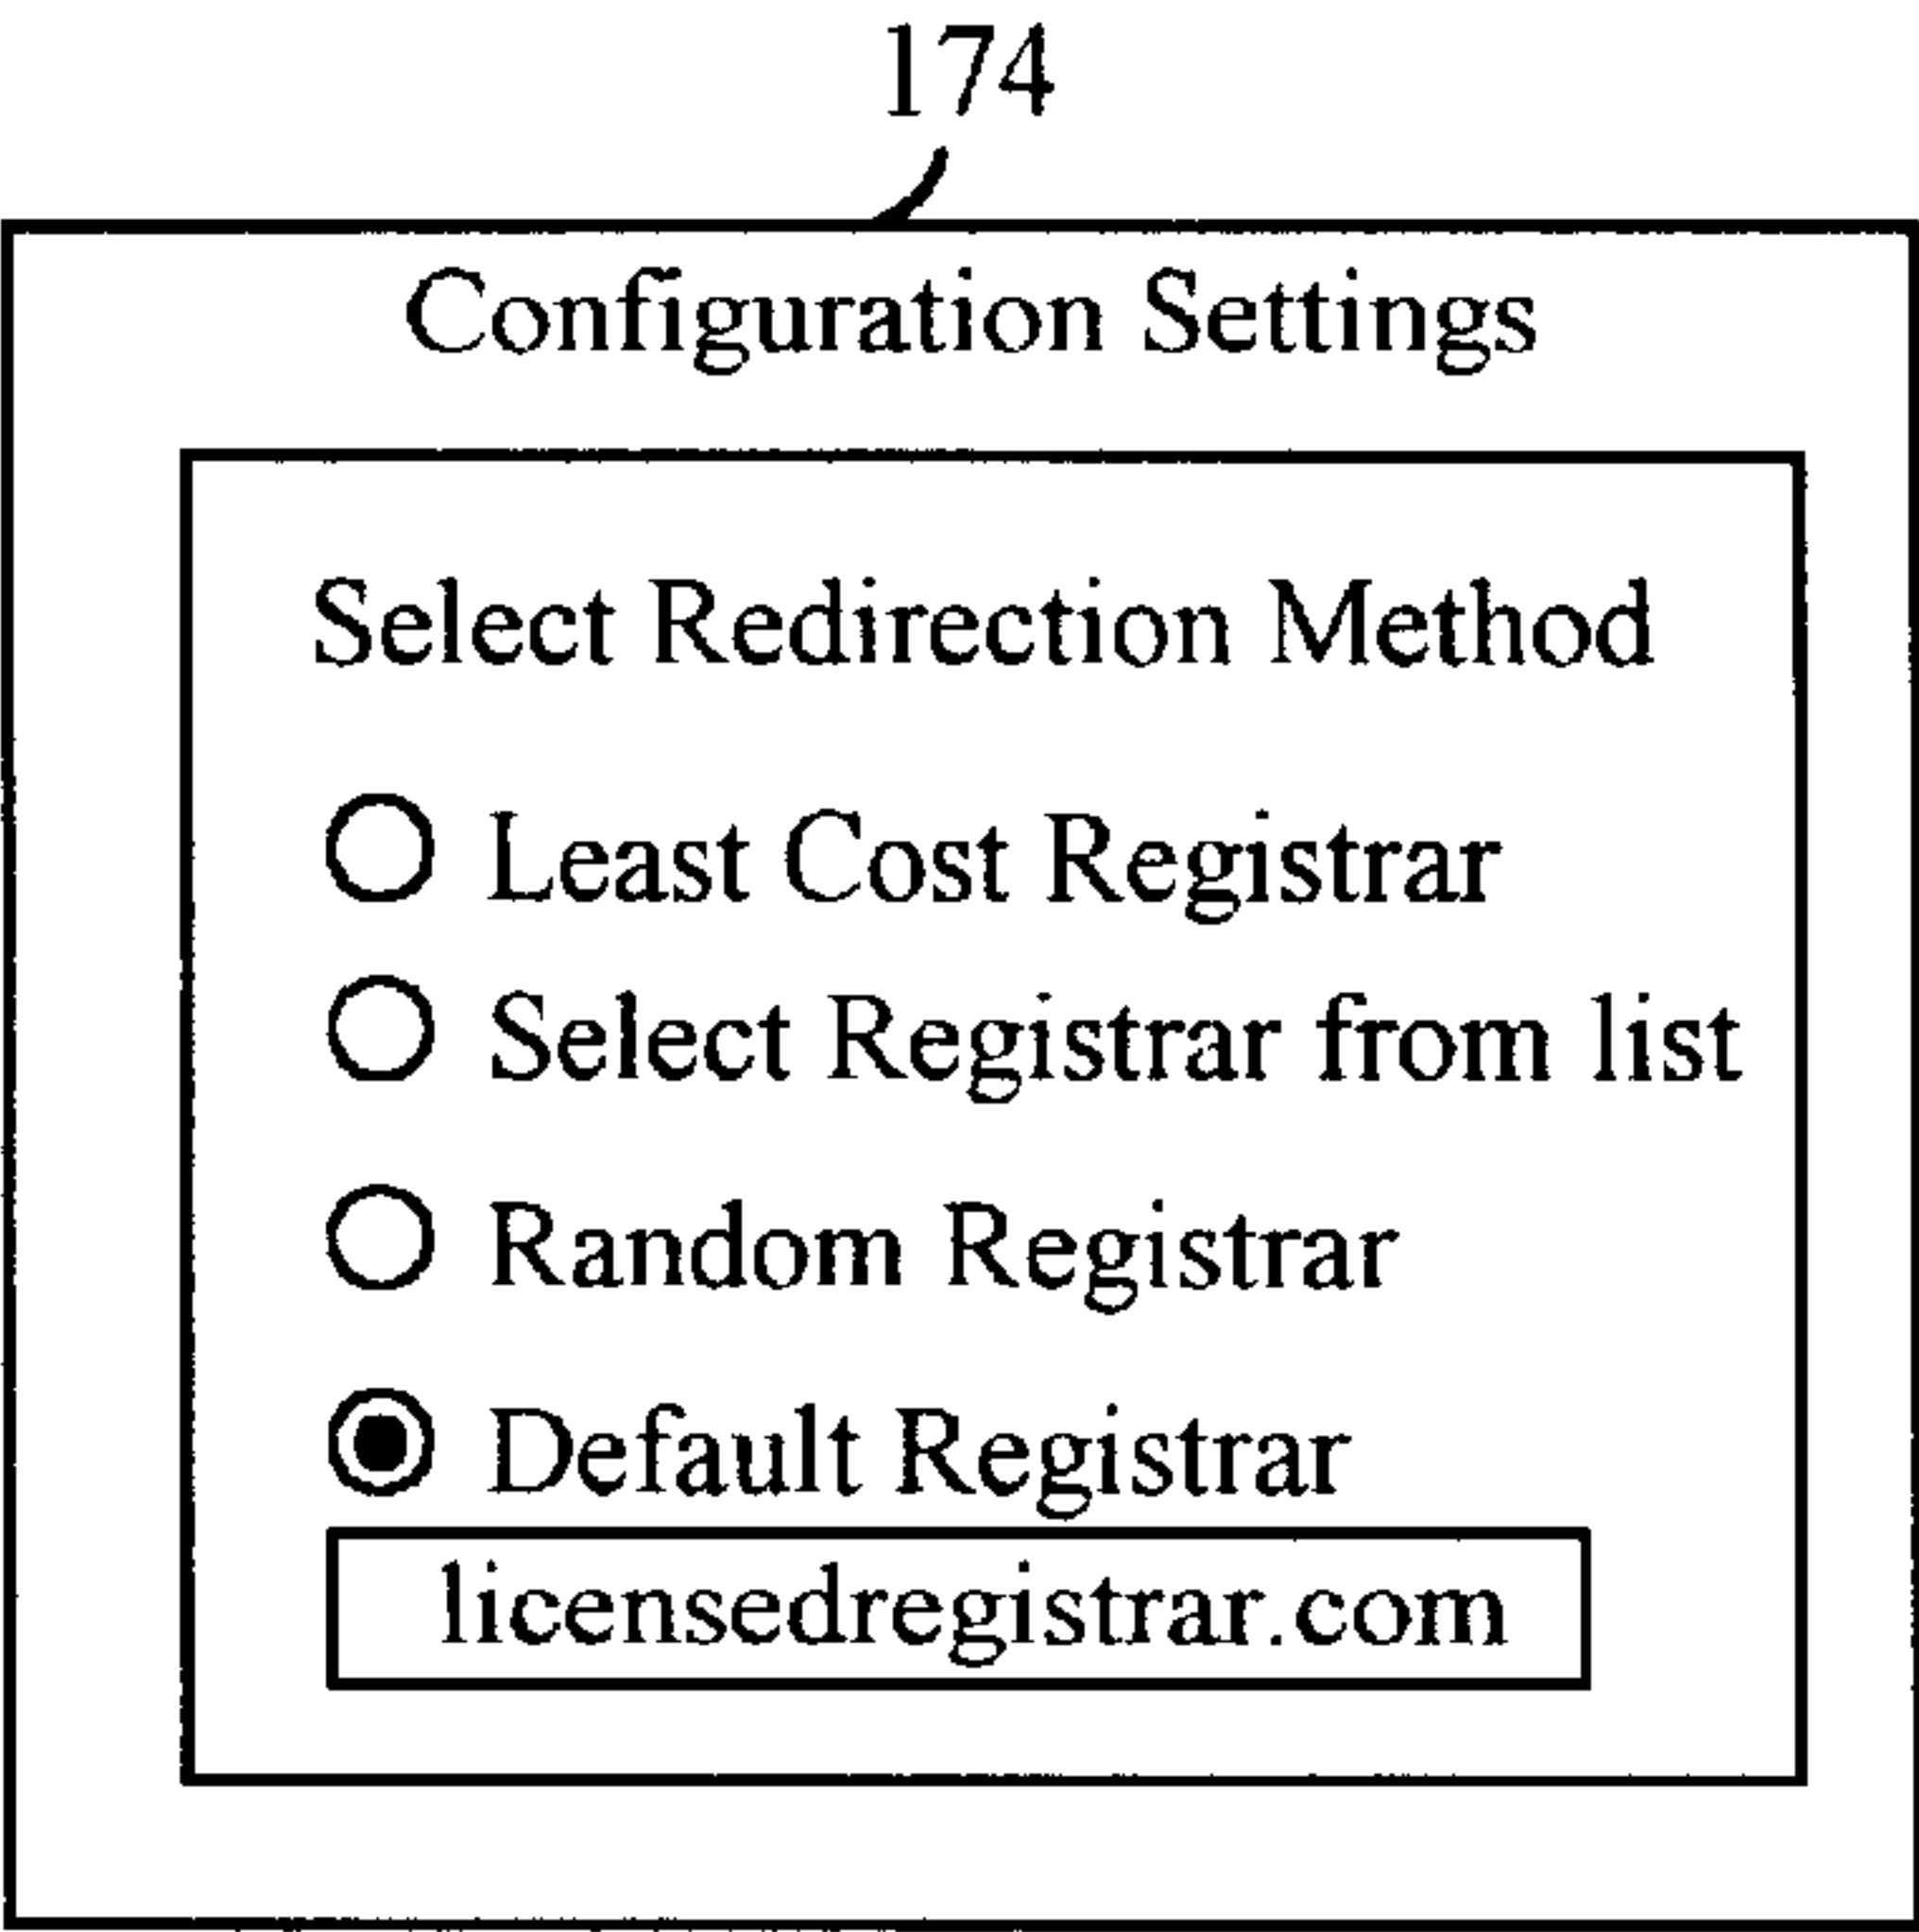 174
Configuration Settings
Select Redirection Method
Least Cost Registrar
Select Registrar from list
Random Registrar
Default Registrar
licensedregistrar.com